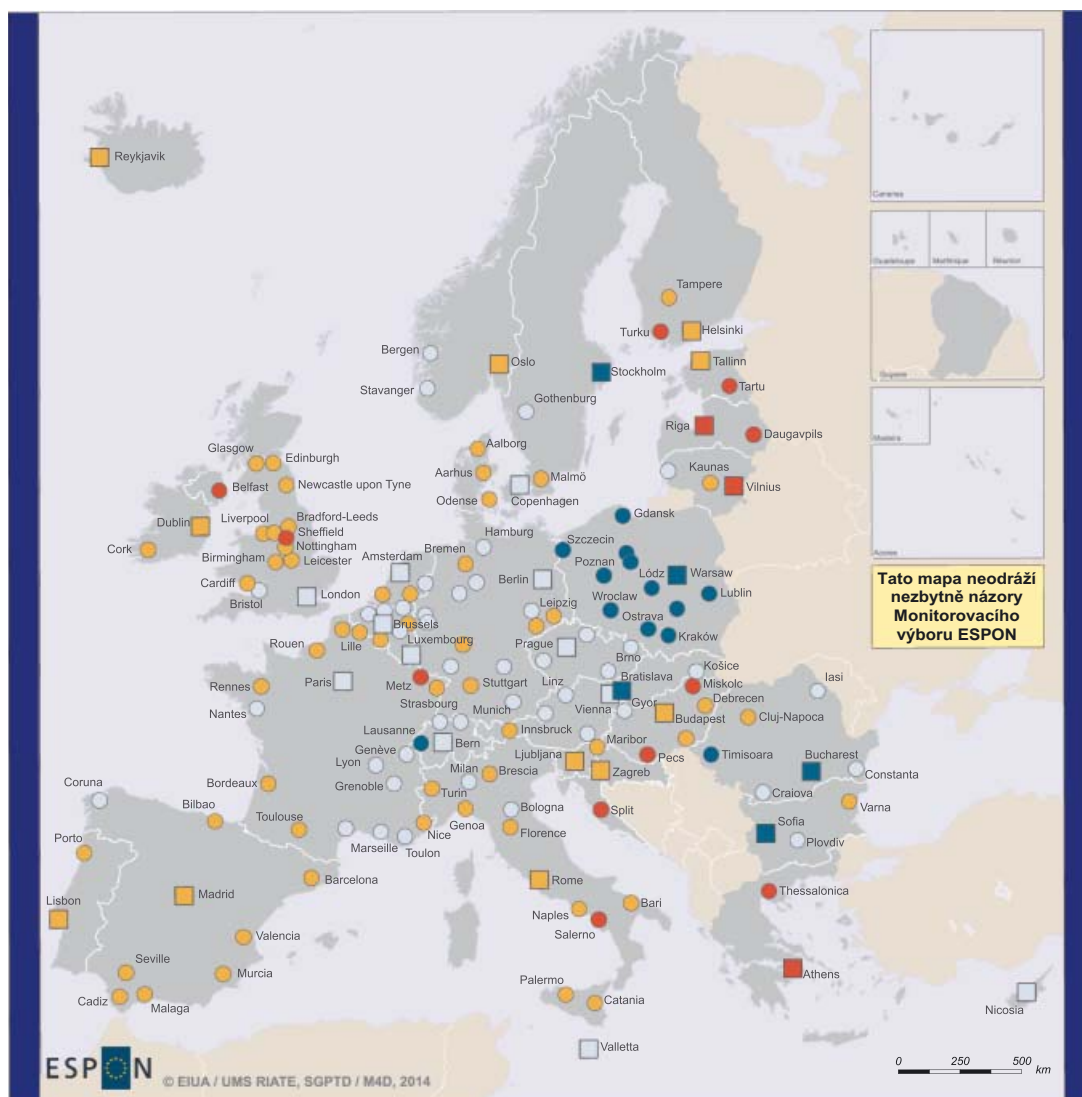 Canarias
Reykjavik
Guadeloupe
Martinique
Réunion
Guyane
Tampere
Turku
Helsinki
Bergen
Oslo
Tallinn
Stockholm
Stavanger
Tartu
Gothenburg
Madeira
Riga
Daugavpils
Glasgow
Edinburgh
Aalborg
Aarhus
Malmö
Kaunas
Belfast
Newcastle upon Tyne
Vilnius
Odense
Copenhagen
Gdansk
Dublin
Liverpool
Bradford-Leeds
Sheffield
Hamburg
Szczecin
Cork
Nottingham
Bremen
Birmingham
Leicester
Amsterdam
Poznan
Açores
Cardiff
Berlin
Lódz
Warsaw
Bristol
London
Wroclaw
Lublin
Leipzig
Tato mapa neodráží
nezbytně názory
Monitorovacího
výboru ESPON
Brussels
Ostrava
Kraków
Rouen
Lille
Luxembourg
Prague
Brno
Košice
Rennes
Paris
Metz
Stuttgart
Linz
Bratislava
Miskolc
Iasi
Nantes
Strasbourg
Munich
Vienna
Gyor
Debrecen
Budapest
Cluj-Napoca
Lausanne
Bern
Innsbruck
Maribor
Genève
Ljubljana
Pecs
Timisoara
Bucharest
Lyon
Milan
Brescia
Zagreb
Constanta
Coruna
Bordeaux
Grenoble
Turin
Craiova
Bilbao
Toulouse
Genoa
Bologna
Split
Varna
Porto
Marseille
Nice
Florence
Sofia
Toulon
Plovdiv
Barcelona
Rome
Thessalonica
Lisbon
Madrid
Naples
Bari
Valencia
Salerno
Seville
Murcia
Athens
Cadiz
Malaga
Palermo
Catania
Nicosia
Valletta
ESPON
© EIUA / UMS RIATE, SGPTD / M4D, 2014
0 250 500
km